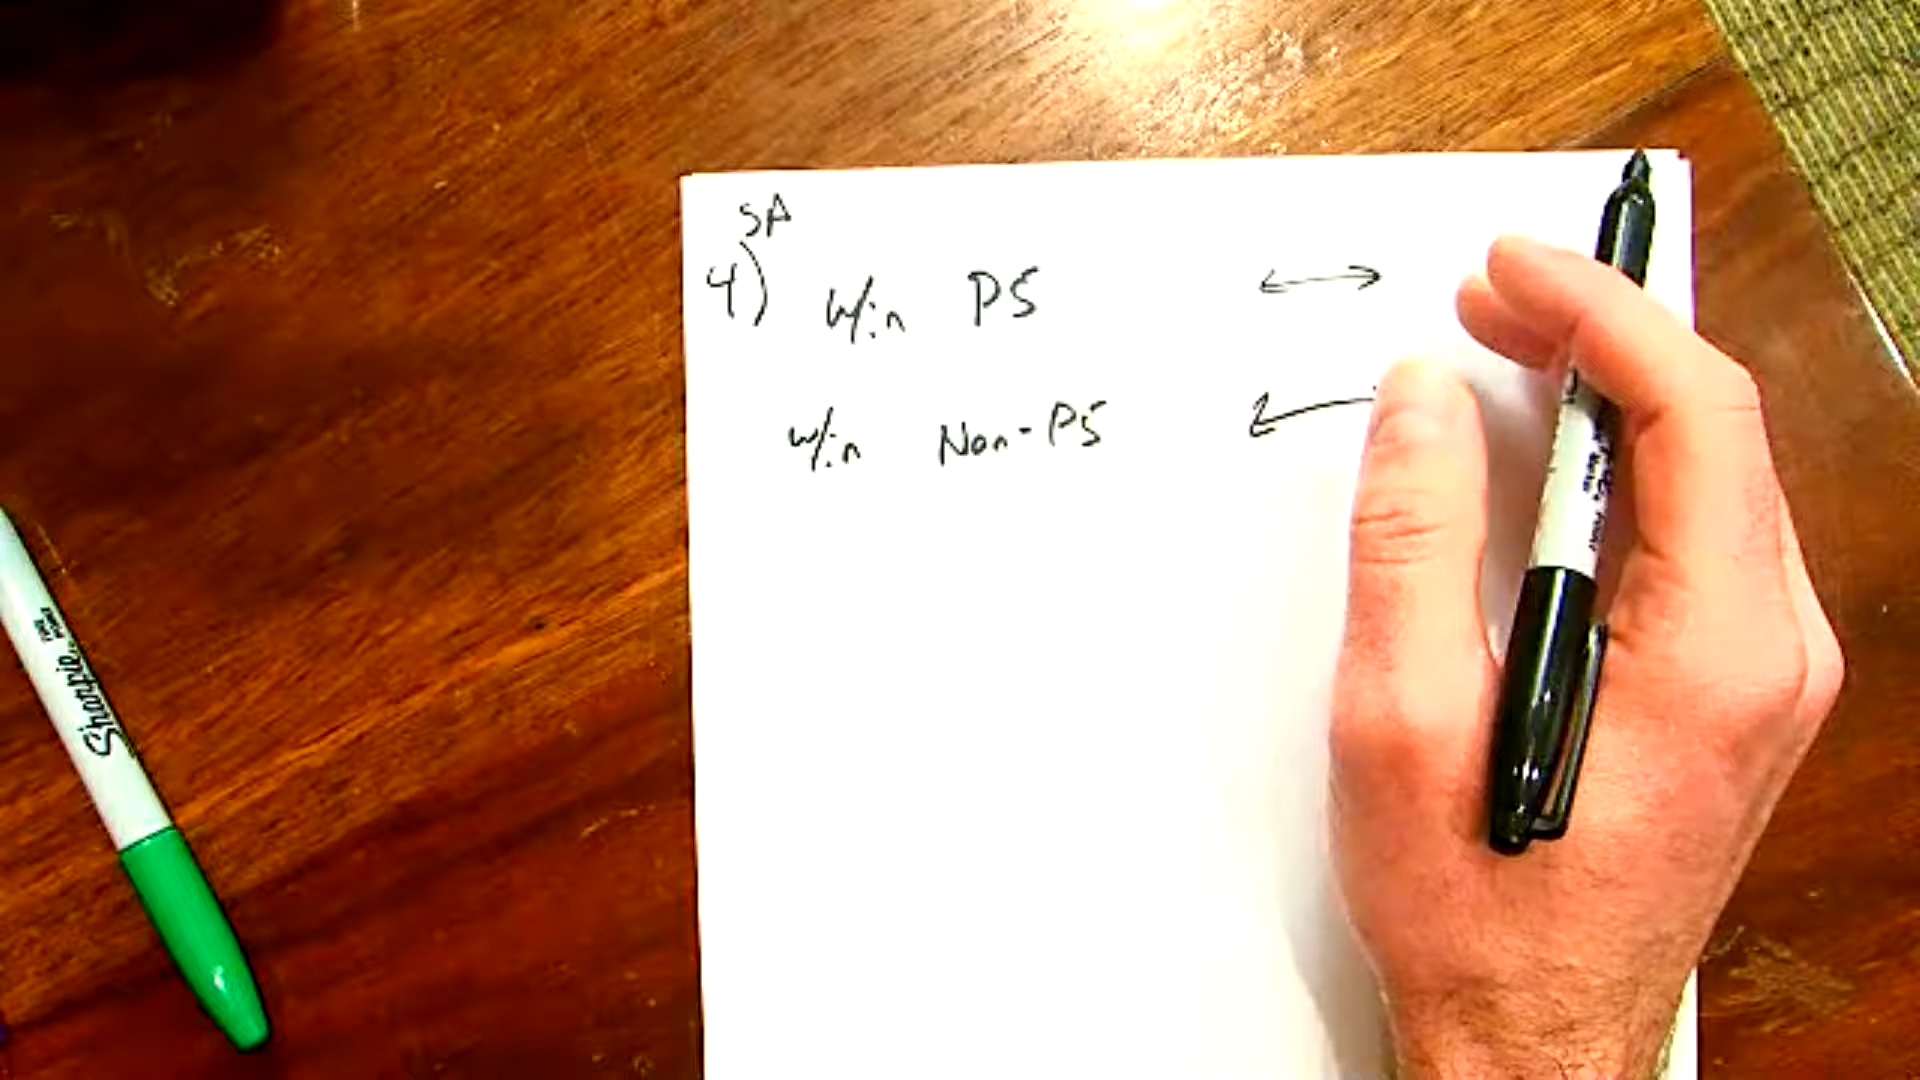 SA
4) w/in PS ↔
w/in Non-PS ←
Sharpie